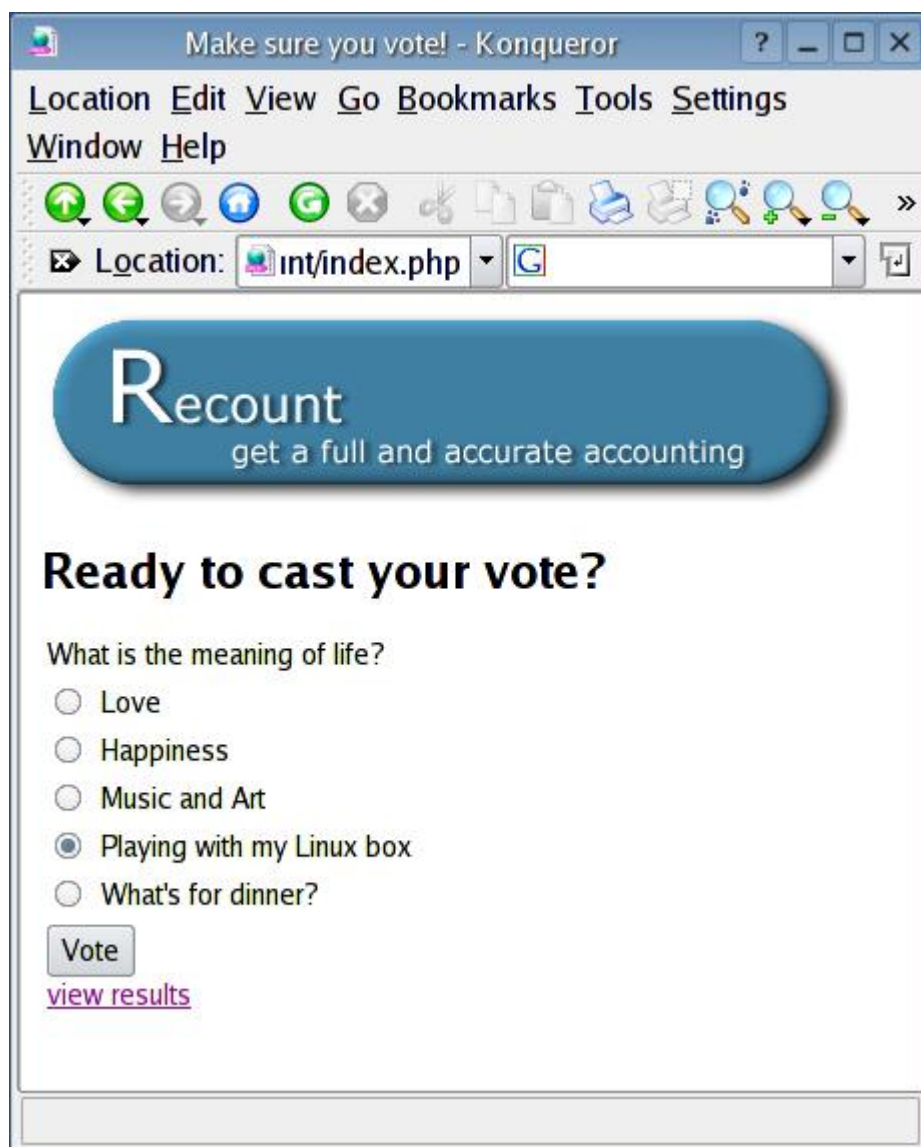 Make sure you vote! - Konqueror
Location Edit View Go Bookmarks Tools Settings
Window Help
Location: int/index.php
Recount
get a full and accurate accounting
Ready to cast your vote?
What is the meaning of life?
Love
Happiness
Music and Art
Playing with my Linux box
What's for dinner?
Vote
view results